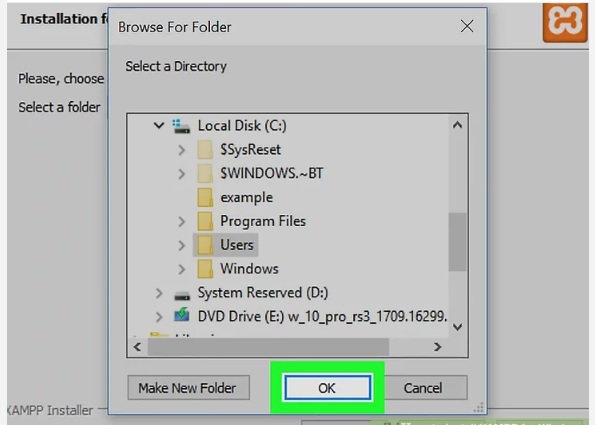 Installation f
Browse For Folder
Select a Directory
Please, choose
Select a folder
Local Disk (C:)
$SysReset
$WINDOWS.~BT
example
Program Files
Users
Windows
System Reserved (D:)
DVD Drive (E:) w_10_pro_rs3_1709.16299.
Make New Folder
OK
Cancel
XAMPP Installer